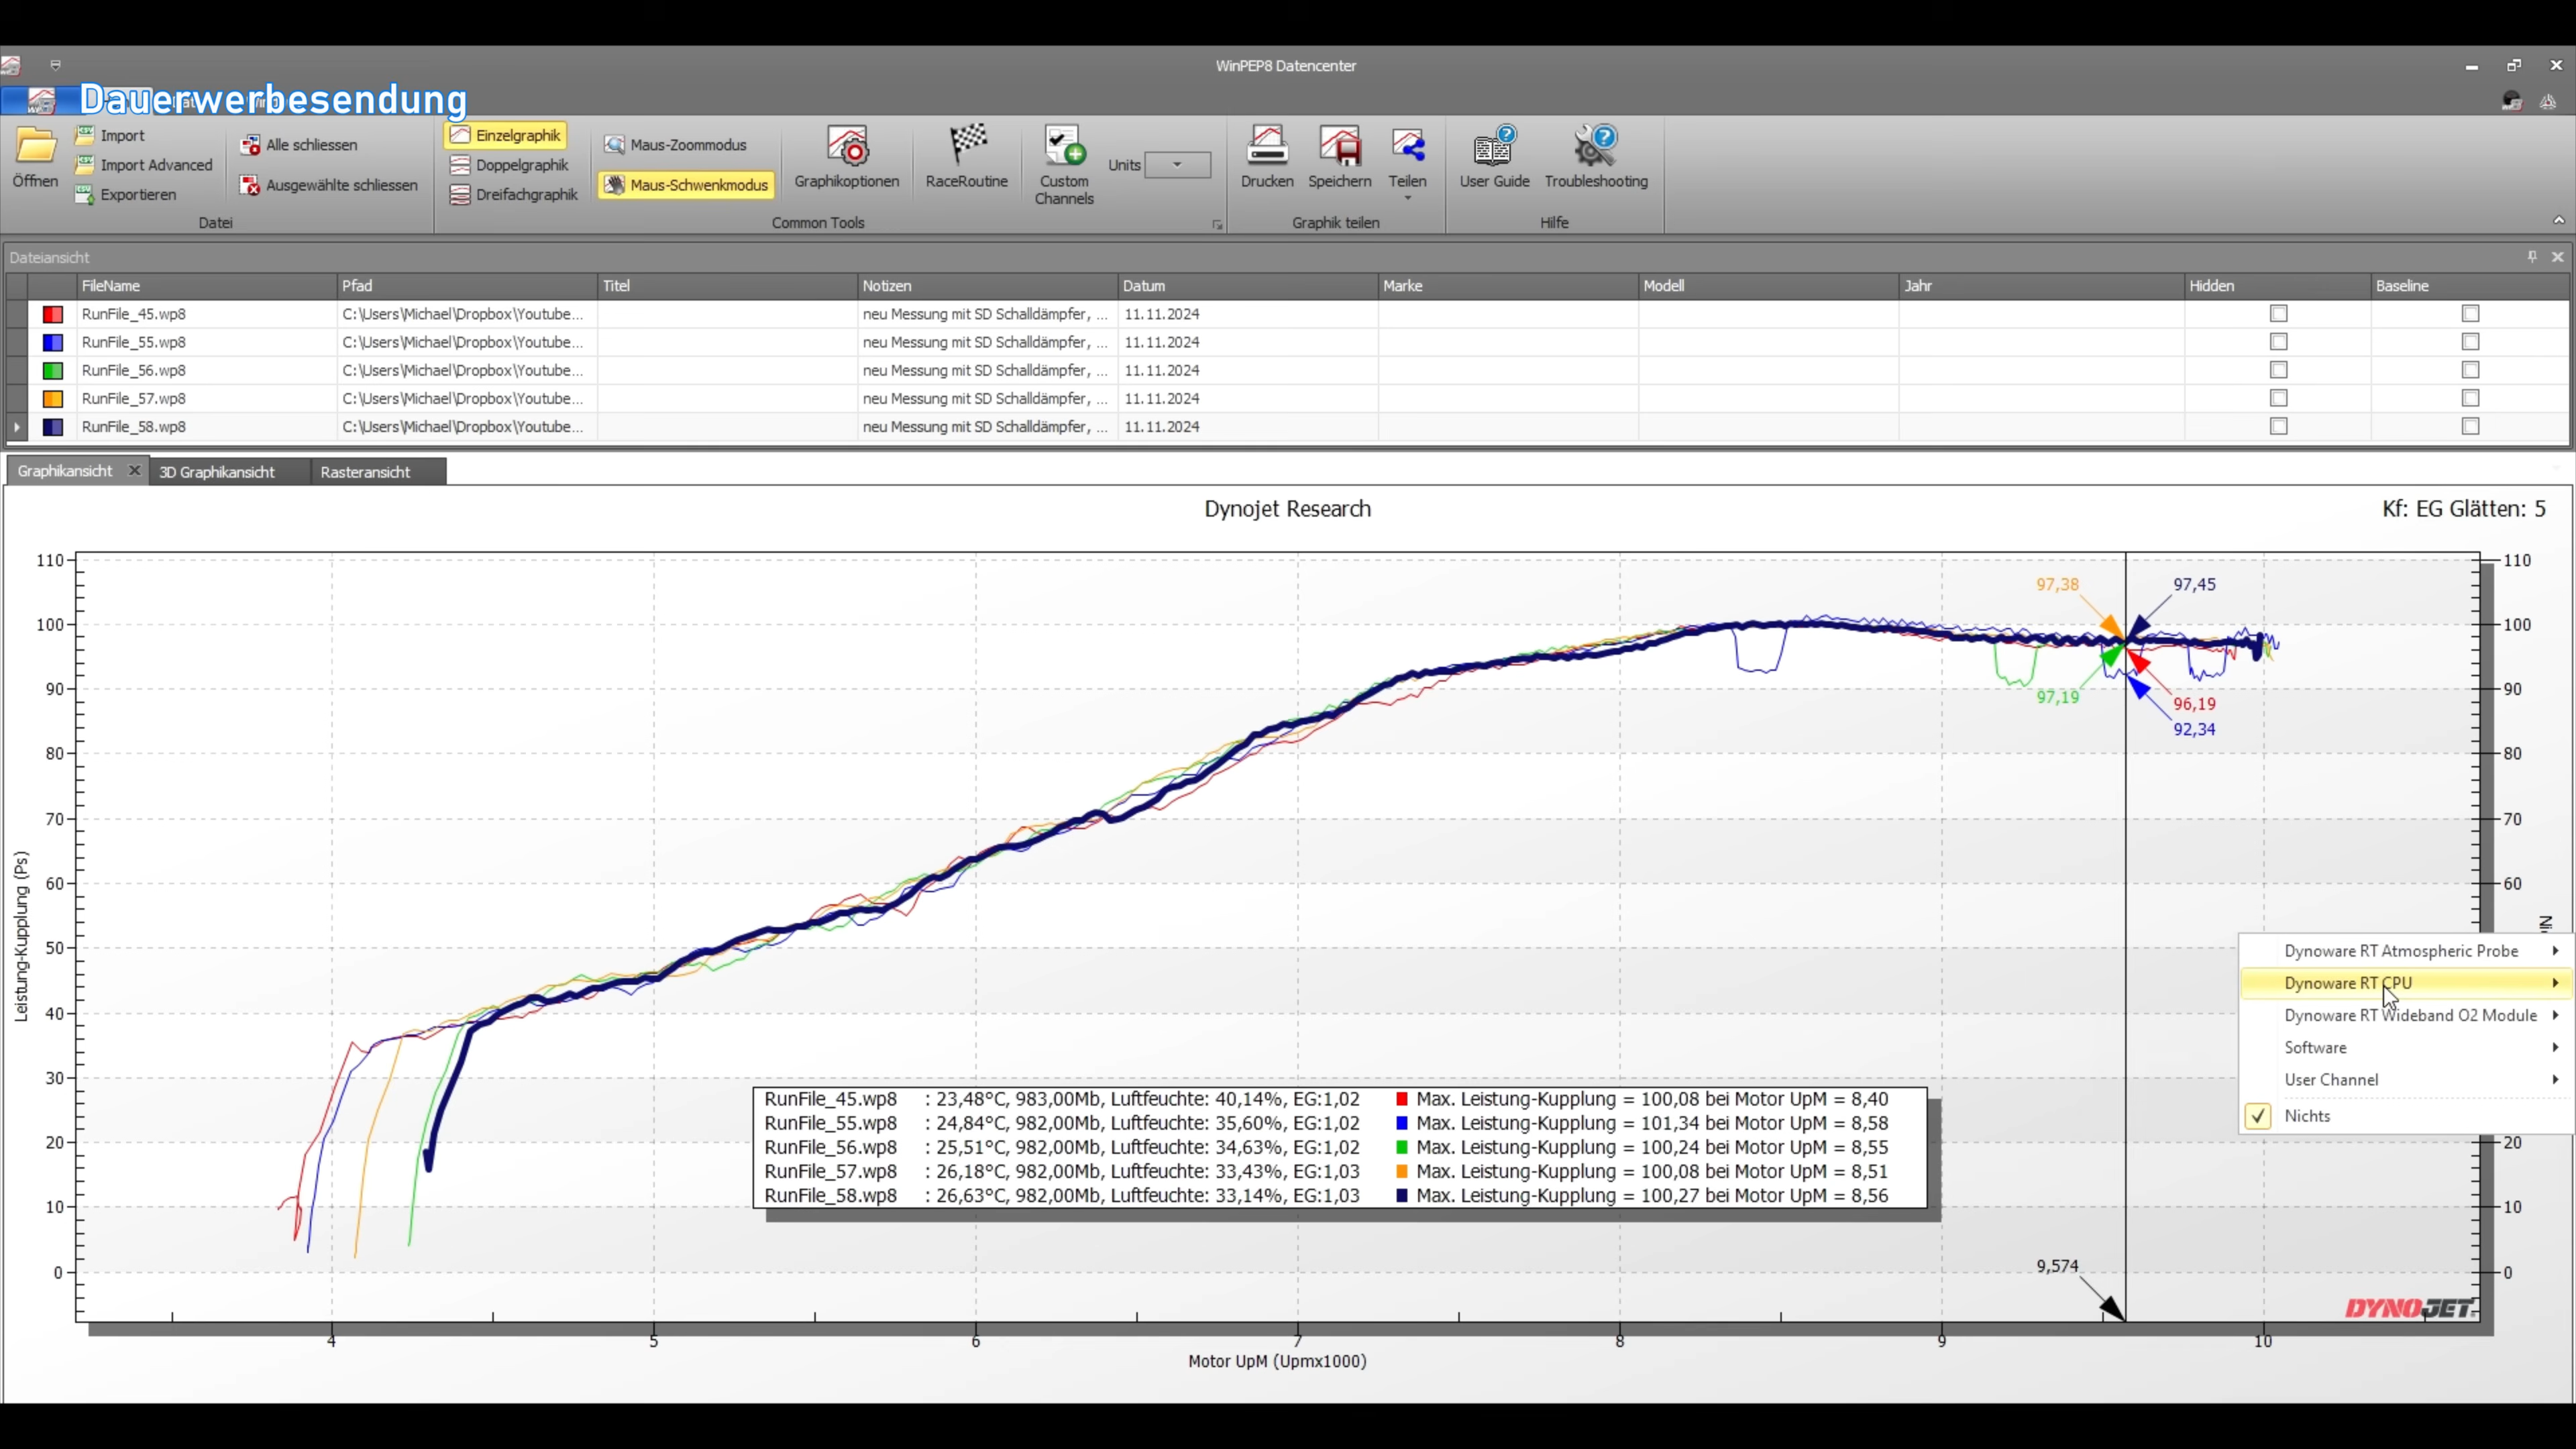 WinPEP8 Datencenter
Dauerwerbesendung
Öffnen
Import
Import Advanced
Exportieren
Alle schliessen
Ausgewählte schliessen
Datei
Einzelgraphik
Doppelgraphik
Dreifachgraphik
Maus-Zoommodus
Maus-Schwenkmodus
Graphikoptionen
RaceRoutine
Custom Channels
Units
Common Tools
Drucken
Speichern
Teilen
Graphik teilen
User Guide
Troubleshooting
Hilfe
Dateiansicht
FileName Pfad Titel Notizen Datum Marke Modell Jahr Hidden Baseline
RunFile_45.wp8 C:\Users\Michael\Dropbox\Youtube... neu Messung mit SD Schalldämpfer, ... 11.11.2024
RunFile_55.wp8 C:\Users\Michael\Dropbox\Youtube... neu Messung mit SD Schalldämpfer, ... 11.11.2024
RunFile_56.wp8 C:\Users\Michael\Dropbox\Youtube... neu Messung mit SD Schalldämpfer, ... 11.11.2024
RunFile_57.wp8 C:\Users\Michael\Dropbox\Youtube... neu Messung mit SD Schalldämpfer, ... 11.11.2024
RunFile_58.wp8 C:\Users\Michael\Dropbox\Youtube... neu Messung mit SD Schalldämpfer, ... 11.11.2024
Graphikansicht 3D Graphikansicht Rasteransicht
Dynojet Research
Kf: EG Glätten: 5
110 110
97,38 97,45
100 100
90 90
97,19 96,19
92,34
80 80
70 70
60 60
50
40
30
20 20
10 10
0 0
Leistung-Kupplung (Ps)
Dynoware RT Atmospheric Probe
Dynoware RT CPU
Dynoware RT Wideband O2 Module
Software
User Channel
Nichts
RunFile_45.wp8 : 23,48°C, 983,00Mb, Luftfeuchte: 40,14%, EG:1,02 Max. Leistung-Kupplung = 100,08 bei Motor UpM = 8,40
RunFile_55.wp8 : 24,84°C, 982,00Mb, Luftfeuchte: 35,60%, EG:1,02 Max. Leistung-Kupplung = 101,34 bei Motor UpM = 8,58
RunFile_56.wp8 : 25,51°C, 982,00Mb, Luftfeuchte: 34,63%, EG:1,02 Max. Leistung-Kupplung = 100,24 bei Motor UpM = 8,55
RunFile_57.wp8 : 26,18°C, 982,00Mb, Luftfeuchte: 33,43%, EG:1,03 Max. Leistung-Kupplung = 100,08 bei Motor UpM = 8,51
RunFile_58.wp8 : 26,63°C, 982,00Mb, Luftfeuchte: 33,14%, EG:1,03 Max. Leistung-Kupplung = 100,27 bei Motor UpM = 8,56
9,574
DYNOJET
4 5 6 7 8 9 10
Motor UpM (Upmx1000)